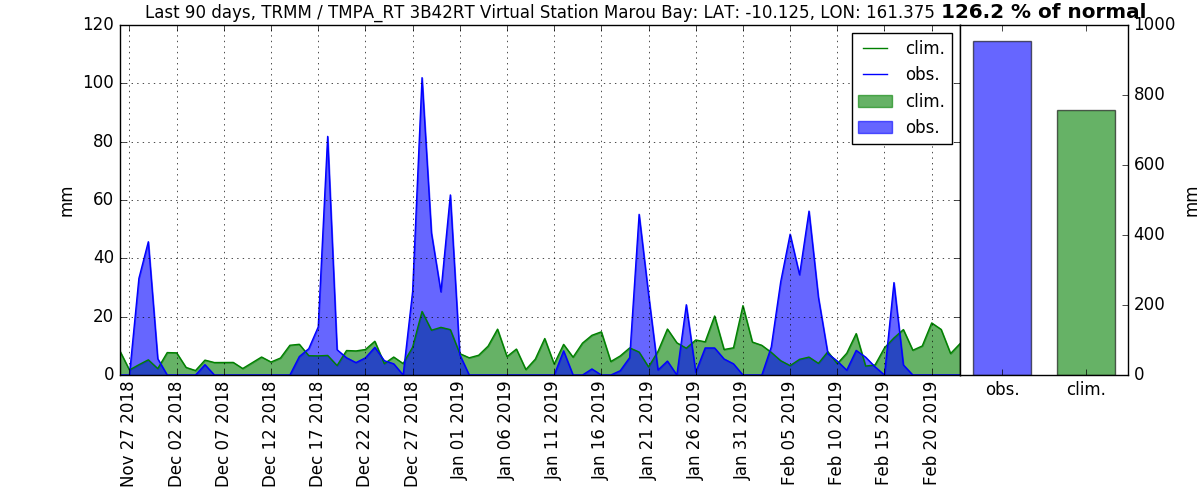 Last 90 days, TRMM / TMPA_RT 3B42RT Virtual Station Marou Bay: LAT: -10.125, LON: 161.375 126.2 % of normal
120
100
80
60
40
20
0
mm
clim.
obs.
clim.
obs.
Nov 27 2018
Dec 02 2018
Dec 07 2018
Dec 12 2018
Dec 17 2018
Dec 22 2018
Dec 27 2018
Jan 01 2019
Jan 06 2019
Jan 11 2019
Jan 16 2019
Jan 21 2019
Jan 26 2019
Jan 31 2019
Feb 05 2019
Feb 10 2019
Feb 15 2019
Feb 20 2019
1000
800
600
400
200
0
mm
obs.
clim.